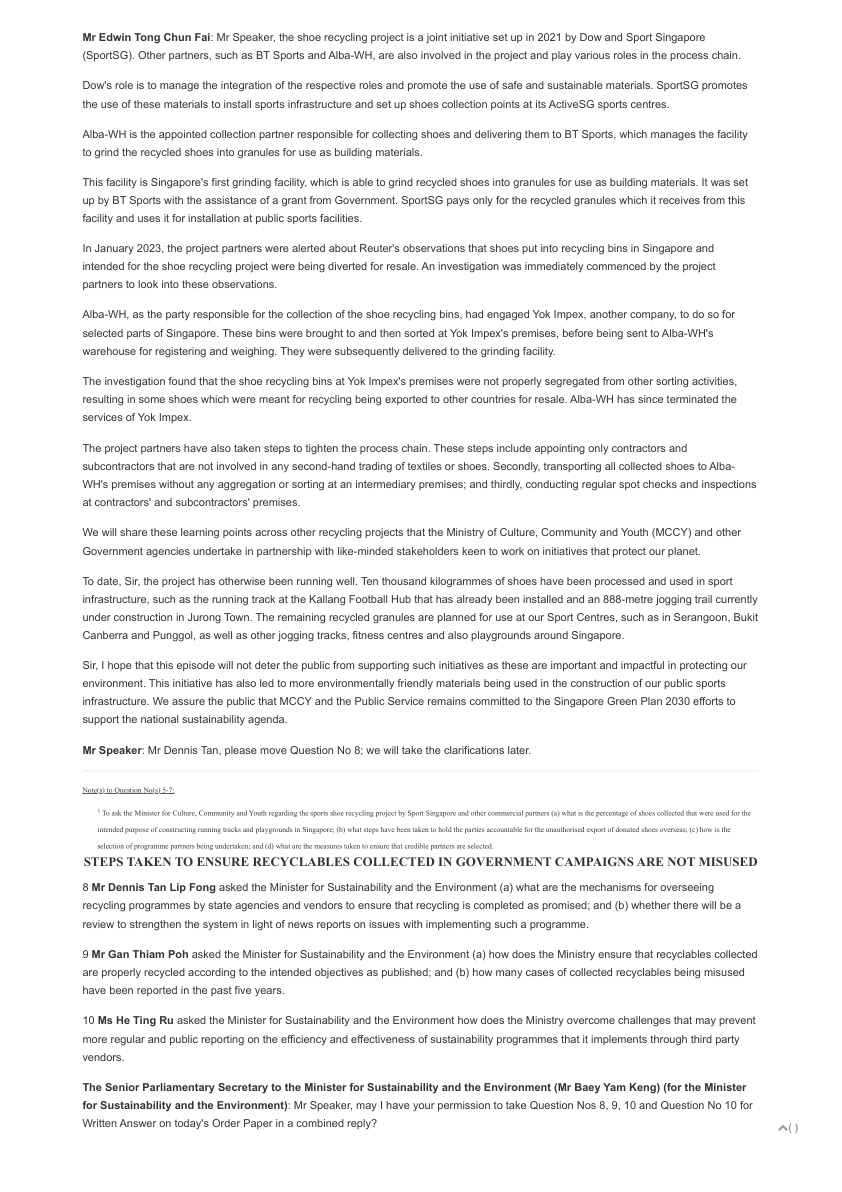 Mr Edwin Tong Chun Fai: Mr Speaker, the shoe recycling project is a joint initiative set up in 2021 by Dow and Sport Singapore
(SportSG). Other partners, such as BT Sports and Alba-WH, are also involved in the project and play various roles in the process chain.
Dow's role is to manage the integration of the respective roles and promote the use of safe and sustainable materials. SportSG promotes
the use of these materials to install sports infrastructure and set up shoes collection points at its ActiveSG sports centres.
Alba-WH is the appointed collection partner responsible for collecting shoes and delivering them to BT Sports, which manages the facility
to grind the recycled shoes into granules for use as building materials.
This facility is Singapore's first grinding facility, which is able to grind recycled shoes into granules for use as building materials. It was set
up by BT Sports with the assistance of a grant from Government. SportSG pays only for the recycled granules which it receives from this
facility and uses it for installation at public sports facilities.
In January 2023, the project partners were alerted about Reuter's observations that shoes put into recycling bins in Singapore and
intended for the shoe recycling project were being diverted for resale. An investigation was immediately commenced by the project
partners to look into these observations.
Alba-WH, as the party responsible for the collection of the shoe recycling bins, had engaged Yok Impex, another company, to do so for
selected parts of Singapore. These bins were brought to and then sorted at Yok Impex's premises, before being sent to Alba-WH's
warehouse for registering and weighing. They were subsequently delivered to the grinding facility.
The investigation found that the shoe recycling bins at Yok Impex's premises were not properly segregated from other sorting activities,
resulting in some shoes which were meant for recycling being exported to other countries for resale. Alba-WH has since terminated the
services of Yok Impex.
The project partners have also taken steps to tighten the process chain. These steps include appointing only contractors and
subcontractors that are not involved in any second-hand trading of textiles or shoes. Secondly, transporting all collected shoes to Alba-
WH's premises without any aggregation or sorting at an intermediary premises; and thirdly, conducting regular spot checks and inspections
at contractors' and subcontractors' premises.
We will share these learning points across other recycling projects that the Ministry of Culture, Community and Youth (MCCY) and other
Government agencies undertake in partnership with like-minded stakeholders keen to work on initiatives that protect our planet.
To date, Sir, the project has otherwise been running well. Ten thousand kilogrammes of shoes have been processed and used in sport
infrastructure, such as the running track at the Kallang Football Hub that has already been installed and an 888-metre jogging trail currently
under construction in Jurong Town. The remaining recycled granules are planned for use at our Sport Centres, such as in Serangoon, Bukit
Canberra and Punggol, as well as other jogging tracks, fitness centres and also playgrounds around Singapore.
Sir, I hope that this episode will not deter the public from supporting such initiatives as these are important and impactful in protecting our
environment. This initiative has also led to more environmentally friendly materials being used in the construction of our public sports
infrastructure. We assure the public that MCCY and the Public Service remains committed to the Singapore Green Plan 2030 efforts to
support the national sustainability agenda.
Mr Speaker: Mr Dennis Tan, please move Question No 8; we will take the clarifications later.
Note(s) to Question No(s) 5-7:
1 To ask the Minister for Culture, Community and Youth regarding the sports shoe recycling project by Sport Singapore and other commercial partners (a) what is the percentage of shoes collected that were used for the
intended purpose of constructing running tracks and playgrounds in Singapore; (b) what steps have been taken to hold the parties accountable for the unauthorised export of donated shoes overseas; (c) how is the
selection of programme partners being undertaken; and (d) what are the measures taken to ensure that credible partners are selected.
STEPS TAKEN TO ENSURE RECYCLABLES COLLECTED IN GOVERNMENT CAMPAIGNS ARE NOT MISUSED
8 Mr Dennis Tan Lip Fong asked the Minister for Sustainability and the Environment (a) what are the mechanisms for overseeing
recycling programmes by state agencies and vendors to ensure that recycling is completed as promised; and (b) whether there will be a
review to strengthen the system in light of news reports on issues with implementing such a programme.
9 Mr Gan Thiam Poh asked the Minister for Sustainability and the Environment (a) how does the Ministry ensure that recyclables collected
are properly recycled according to the intended objectives as published; and (b) how many cases of collected recyclables being misused
have been reported in the past five years.
10 Ms He Ting Ru asked the Minister for Sustainability and the Environment how does the Ministry overcome challenges that may prevent
more regular and public reporting on the efficiency and effectiveness of sustainability programmes that it implements through third party
vendors.
The Senior Parliamentary Secretary to the Minister for Sustainability and the Environment (Mr Baey Yam Keng) (for the Minister
for Sustainability and the Environment): Mr Speaker, may I have your permission to take Question Nos 8, 9, 10 and Question No 10 for
Written Answer on today's Order Paper in a combined reply?
( )